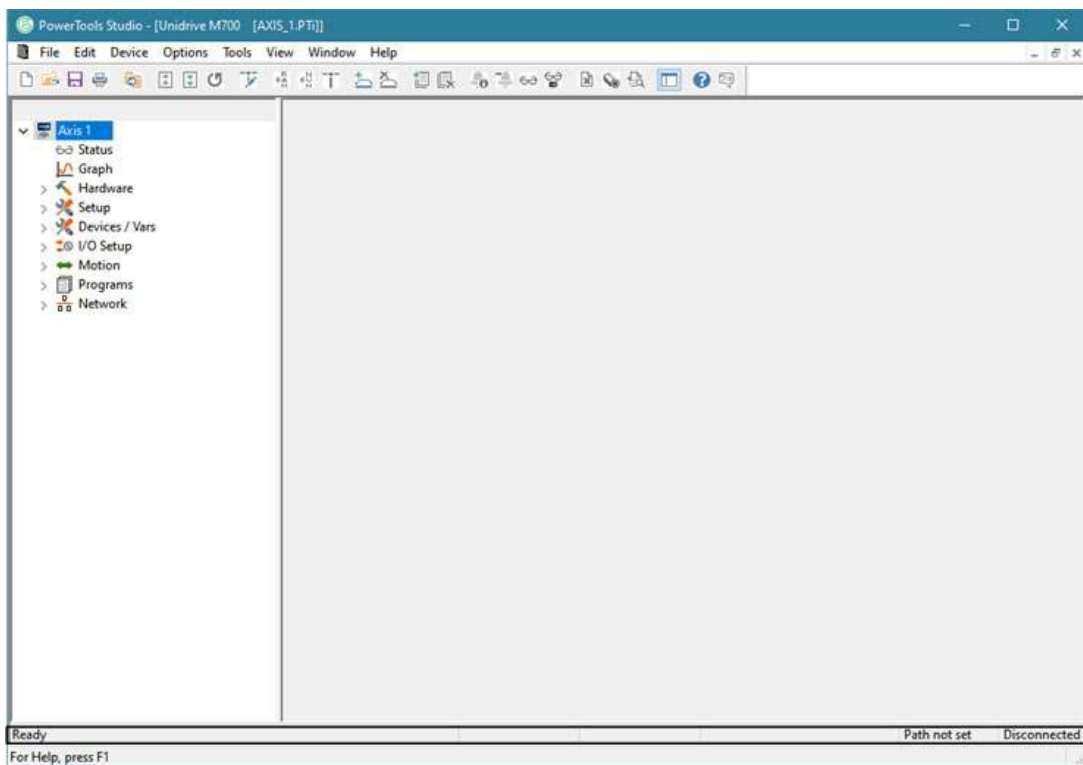 PowerTools Studio - [Unidrive M700 [AXIS_1.PTi]]
File Edit Device Options Tools View Window Help
Axis 1
Status
Graph
Hardware
Setup
Devices / Vars
I/O Setup
Motion
Programs
Network
Ready Path not set Disconnected
For Help, press F1